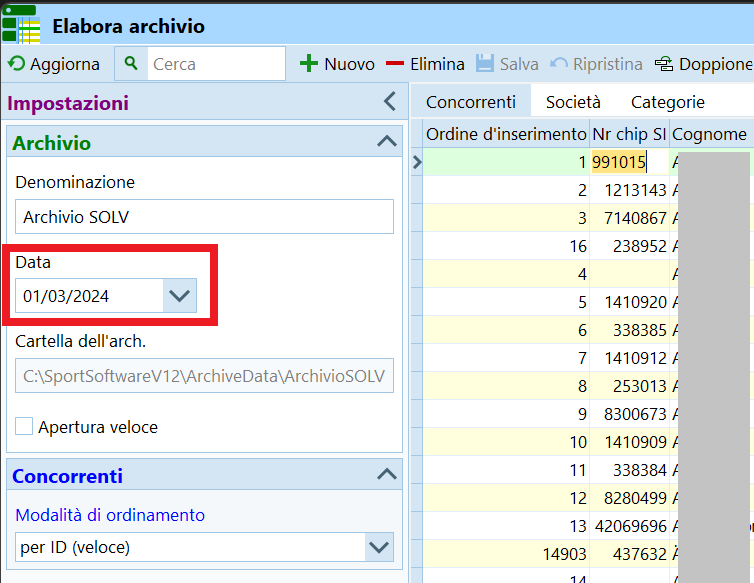 Elabora archivio
Aggiorna Cerca Nuovo Elimina Salva Ripristina Doppione
Impostazioni
Archivio
Denominazione
Archivio SOLV
Data
01/03/2024
Cartella dell'arch.
C:\SportSoftwareV12\ArchiveData\ArchivioSOLV
Apertura veloce
Concorrenti
Modalità di ordinamento
per ID (veloce)
Concorrenti Società Categorie
Ordine d'inserimento Nr chip SI Cognome
1 991015 A
2 1213143 A
3 7140867 A
16 238952 A
4 A
5 1410920 A
6 338385 A
7 1410912 A
8 253013 A
9 8300673 A
10 1410909 A
11 338384 A
12 8280499 A
13 42069696 A
14903 437632 Ä
14